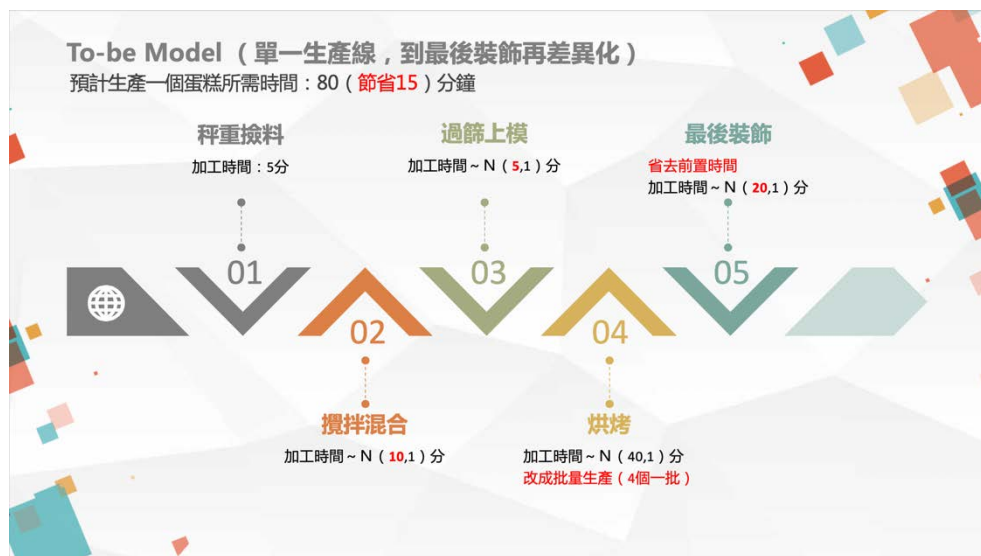 To-be Model（單一生產線，到最後裝飾再差異化）
預計生產一個蛋糕所需時間：80（節省15）分鐘
秤重撿料
加工時間：5分
過篩上模
加工時間～N（5,1）分
最後裝飾
省去前置時間
加工時間～N（20,1）分
01
02
03
04
05
攪拌混合
加工時間～N（10,1）分
烘烤
加工時間～N（40,1）分
改成批量生產（4個一批）